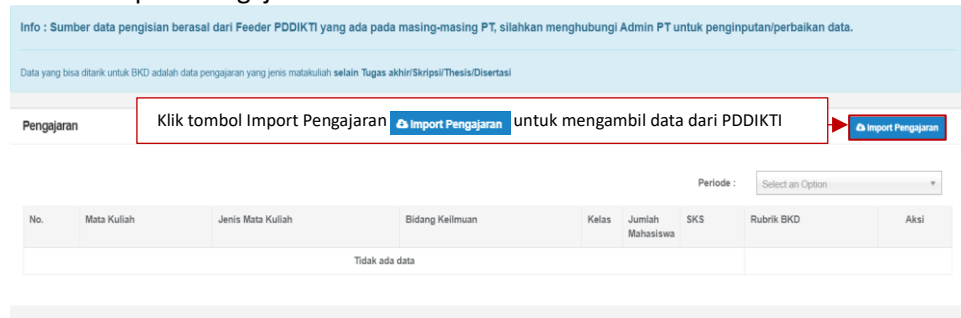 Info : Sumber data pengisian berasal dari Feeder PDDIKTI yang ada pada masing-masing PT, silahkan menghubungi Admin PT untuk penginputan/perbaikan data.
Data yang bisa ditarik untuk BKD adalah data pengajaran yang jenis matakuliah selain Tugas akhir/Skripsi/Thesis/Disertasi
Pengajaran
Klik tombol Import Pengajaran Import Pengajaran untuk mengambil data dari PDDIKTI
Import Pengajaran
Periode : Select an Option
No. Mata Kuliah Jenis Mata Kuliah Bidang Keilmuan Kelas Jumlah Mahasiswa SKS Rubrik BKD Aksi
Tidak ada data